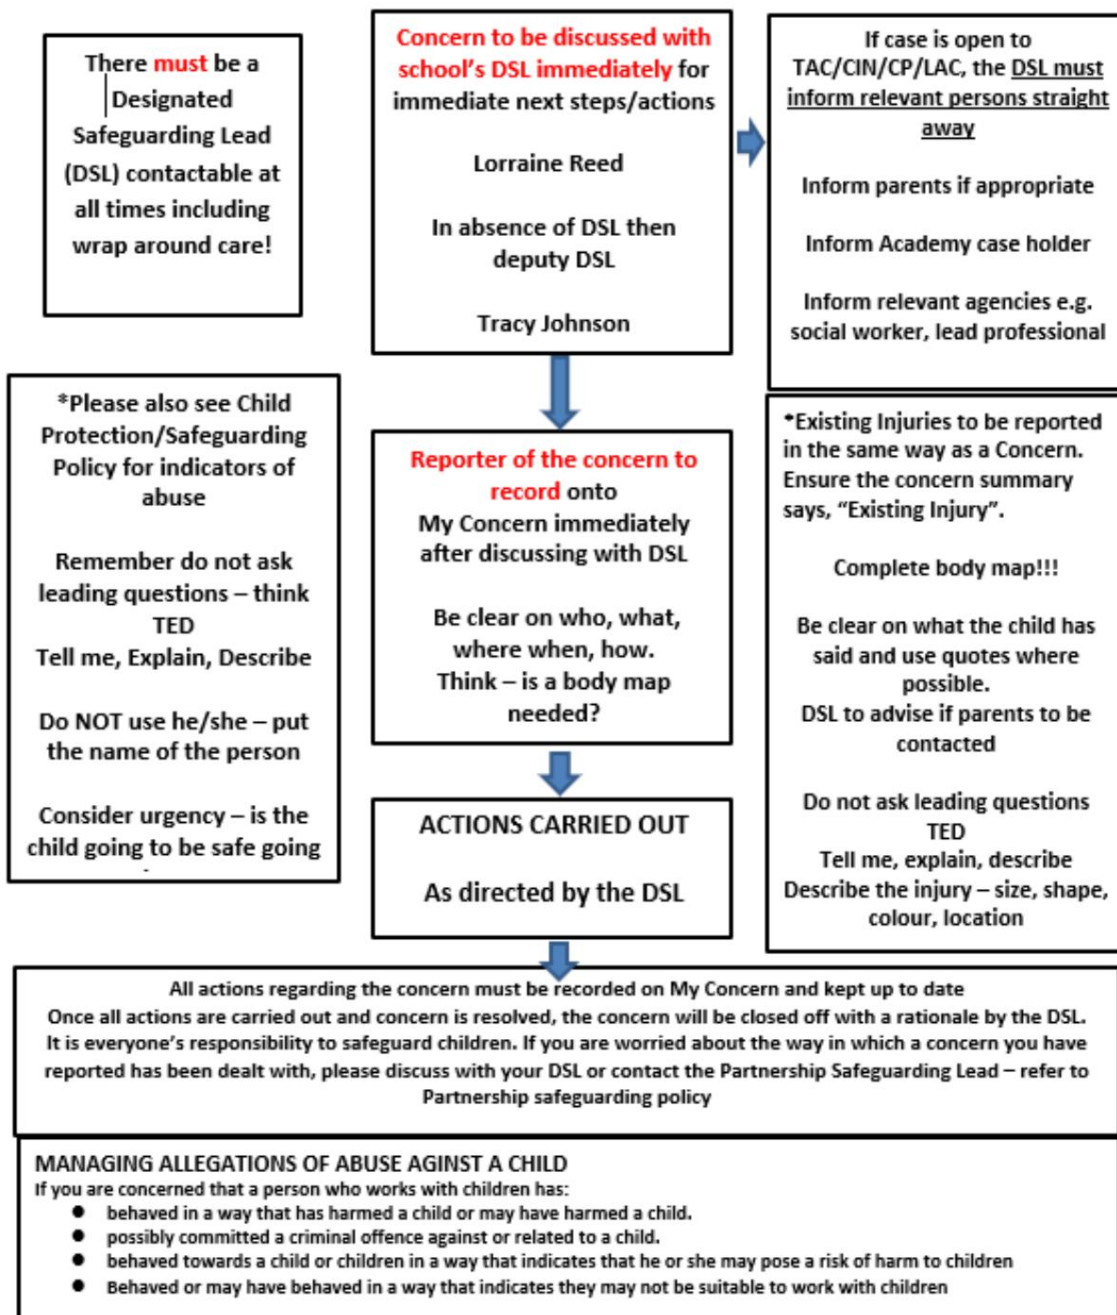 There must be a
Designated
Safeguarding Lead
(DSL) contactable at
all times including
wrap around care!
Concern to be discussed with
school's DSL immediately for
immediate next steps/actions
Lorraine Reed
In absence of DSL then
deputy DSL
Tracy Johnson
If case is open to
TAC/CIN/CP/LAC, the DSL must
inform relevant persons straight
away
Inform parents if appropriate
Inform Academy case holder
Inform relevant agencies e.g.
social worker, lead professional
*Please also see Child
Protection/Safeguarding
Policy for indicators of
abuse
Remember do not ask
leading questions – think
TED
Tell me, Explain, Describe
Do NOT use he/she – put
the name of the person
Consider urgency – is the
child going to be safe going
Reporter of the concern to
record onto
My Concern immediately
after discussing with DSL
Be clear on who, what,
where when, how.
Think – is a body map
needed?
*Existing Injuries to be reported
in the same way as a Concern.
Ensure the concern summary
says, "Existing Injury".
Complete body map!!!
Be clear on what the child has
said and use quotes where
possible.
DSL to advise if parents to be
contacted
Do not ask leading questions
TED
Tell me, explain, describe
Describe the injury – size, shape,
colour, location
ACTIONS CARRIED OUT
As directed by the DSL
All actions regarding the concern must be recorded on My Concern and kept up to date
Once all actions are carried out and concern is resolved, the concern will be closed off with a rationale by the DSL.
It is everyone's responsibility to safeguard children. If you are worried about the way in which a concern you have
reported has been dealt with, please discuss with your DSL or contact the Partnership Safeguarding Lead – refer to
Partnership safeguarding policy
MANAGING ALLEGATIONS OF ABUSE AGINST A CHILD
If you are concerned that a person who works with children has:
● behaved in a way that has harmed a child or may have harmed a child.
● possibly committed a criminal offence against or related to a child.
● behaved towards a child or children in a way that indicates that he or she may pose a risk of harm to children
● Behaved or may have behaved in a way that indicates they may not be suitable to work with children